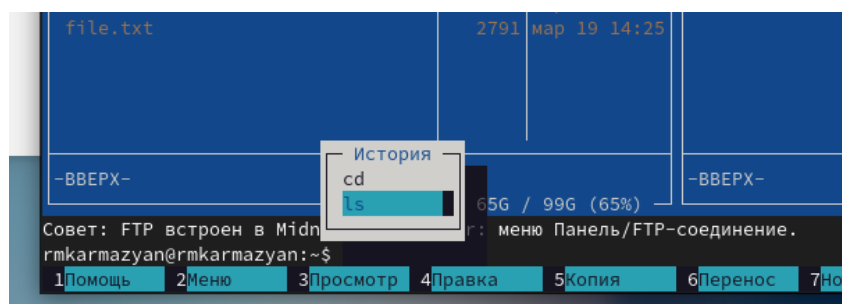 file.txt 2791 мар 19 14:25
История
-ВВЕРХ- cd -ВВЕРХ-
ls 65G / 99G (65%)
Совет: FTP встроен в Midn r: меню Панель/FTP-соединение.
rmkarmazyan@rmkarmazyan:~$
1Помощь 2Меню 3Просмотр 4Правка 5Копия 6Перенос 7Но